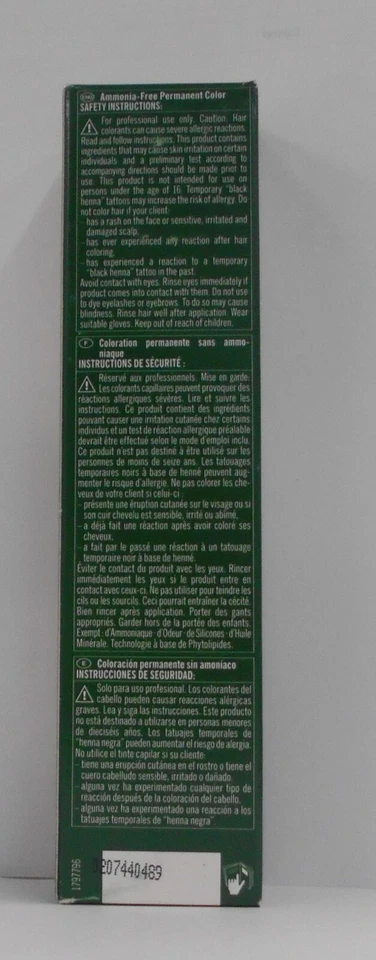 GB Ammonia-Free Permanent Color
SAFETY INSTRUCTIONS:
For professional use only. Caution. Hair
colorants can cause severe allergic reactions.
Read and follow instructions. This product contains
ingredients that may cause skin irritation on certain
individuals and a preliminary test according to
accompanying directions should be made prior to
use. This product is not intended for use on
persons under the age of 16. Temporary "black
henna" tattoos may increase the risk of allergy. Do
not color hair if your client:
- has a rash on the face or sensitive, irritated and
damaged scalp,
- has ever experienced any reaction after hair
coloring,
- has experienced a reaction to a temporary
"black henna" tattoo in the past.
Avoid contact with eyes. Rinse eyes immediately if
product comes into contact with them. Do not use
to dye eyelashes or eyebrows. To do so may cause
blindness. Rinse hair well after application. Wear
suitable gloves. Keep out of reach of children.
F Coloration permanente sans ammo-
niaque
INSTRUCTIONS DE SÉCURITÉ :
Réservé aux professionnels. Mise en garde:
Les colorants capillaires peuvent provoquer des
réactions allergiques sévères. Lire et suivre les
instructions. Ce produit contient des ingrédients
pouvant causer une irritation cutanée chez certains
individus et un test de réaction allergique préalable
devrait être effectué selon le mode d'emploi inclu.
Ce produit n'est pas destiné à être utilisé sur les
personnes de moins de seize ans. Les tatouages
temporaires noirs à base de henné peuvent aug-
menter le risque d'allergie. Ne pas colorer les che-
veux de votre client si celui-ci :
- présente une éruption cutanée sur le visage ou si
son cuir chevelu est sensible, irrité ou abîmé,
- a déjà fait une réaction après avoir coloré ses
cheveux,
- a fait par le passé une réaction à un tatouage
temporaire noir à base de henné.
Éviter le contact du produit avec les yeux. Rincer
immédiatement les yeux si le produit entre en
contact avec ceux-ci. Ne pas utiliser pour teindre les
cils ou les sourcils. Ceci pourrait entraîner la cécité.
Bien rincer après application. Porter des gants
appropriés. Garder hors de la portée des enfants.
Exempt : d'Ammoniaque · d'Odeur · de Silicones · d'Huile
Minérale. Technologie à base de Phytolipides.
E Coloración permanente sin amoníaco
INSTRUCCIONES DE SEGURIDAD:
Solo para uso profesional. Los colorantes del
cabello pueden causar reacciones alérgicas
graves. Lea y siga las instrucciones. Este producto
no está destinado a utilizarse en personas menores
de dieciséis años. Los tatuajes temporales de
"henna negra" pueden aumentar el riesgo de alergia.
No utilice el tinte capilar si su cliente:
- tiene una erupción cutánea en el rostro o tiene el
cuero cabelludo sensible, irritado o dañado.
- alguna vez ha experimentado cualquier tipo de
reacción después de la coloración del cabello.
- alguna vez ha experimentado una reacción a los
tatuajes temporales de "henna negra".
1797796
3207440489